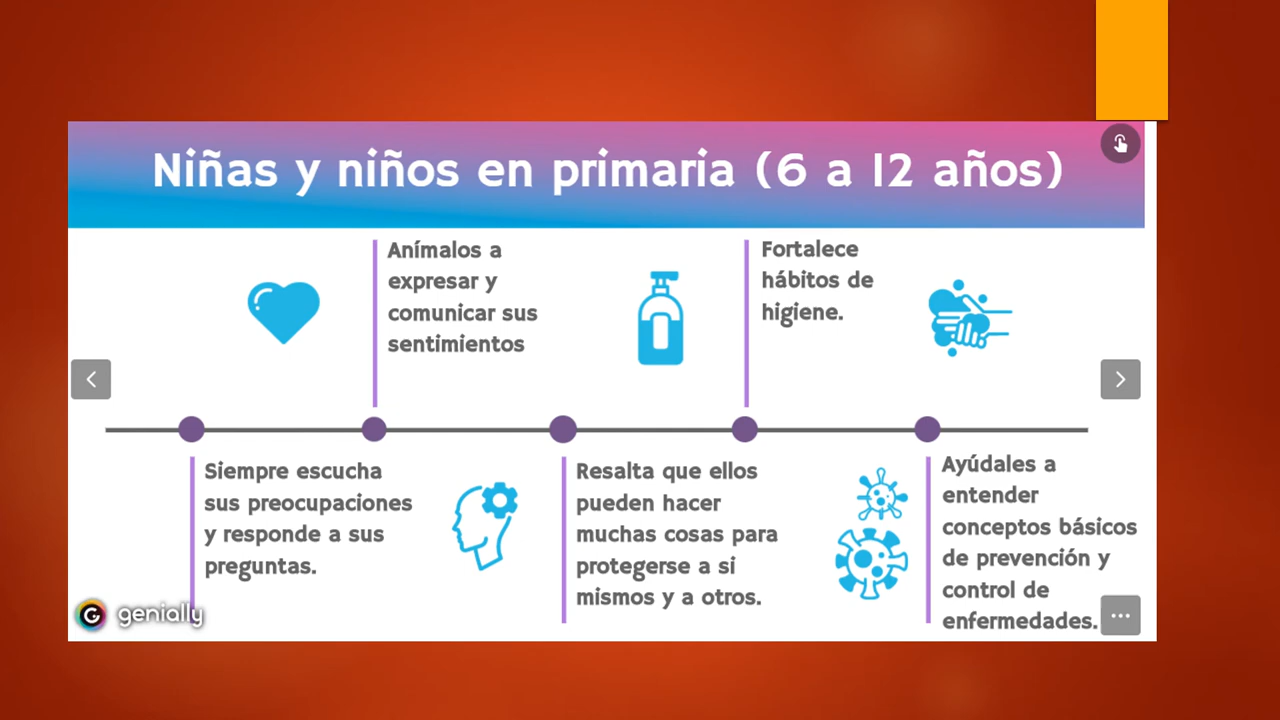 Niñas y niños en primaria (6 a 12 años)
Anímalos a
expresar y
comunicar sus
sentimientos
Fortalece
hábitos de
higiene.
Siempre escucha
sus preocupaciones
y responde a sus
preguntas.
Resalta que ellos
pueden hacer
muchas cosas para
protegerse a si
mismos y a otros.
Ayúdales a
entender
conceptos básicos
de prevención y
control de
enfermedades.
genially